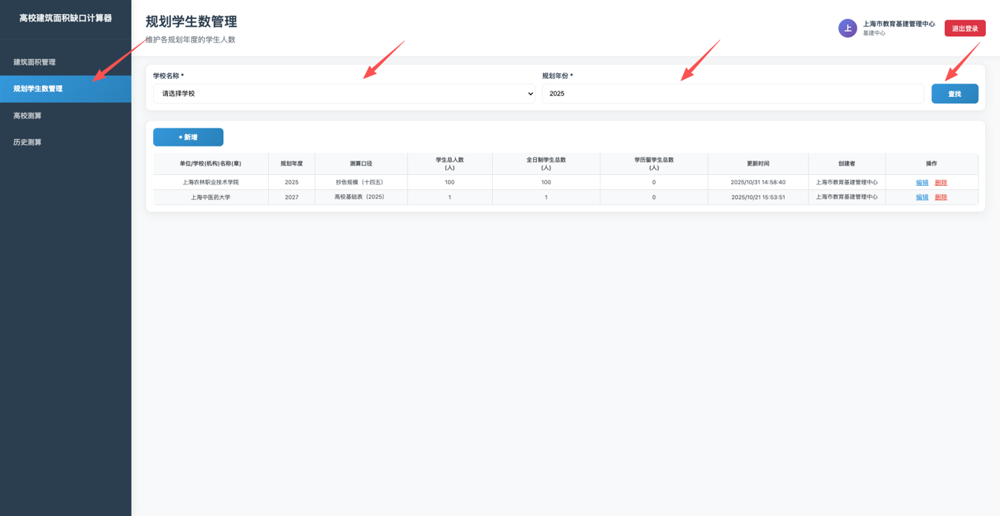 高校建筑面积缺口计算器
建筑面积管理
规划学生数管理
高校测算
历史测算
规划学生数管理
维护各规划年度的学生人数
上
上海市教育基建管理中心
基建中心
退出登录
学校名称 *
请选择学校
规划年份 *
2025
查找
+ 新增
单位/学校(机构)名称(章) 规划年度 测算口径 学生总人数(人) 全日制学生总数(人) 学历留学生总数(人) 更新时间 创建者 操作
上海农林职业技术学院 2025 抄告规模（十四五） 100 100 0 2025/10/31 14:58:40 上海市教育基建管理中心 编辑 删除
上海中医药大学 2027 高校基础表（2025） 1 1 0 2025/10/21 15:53:51 上海市教育基建管理中心 编辑 删除